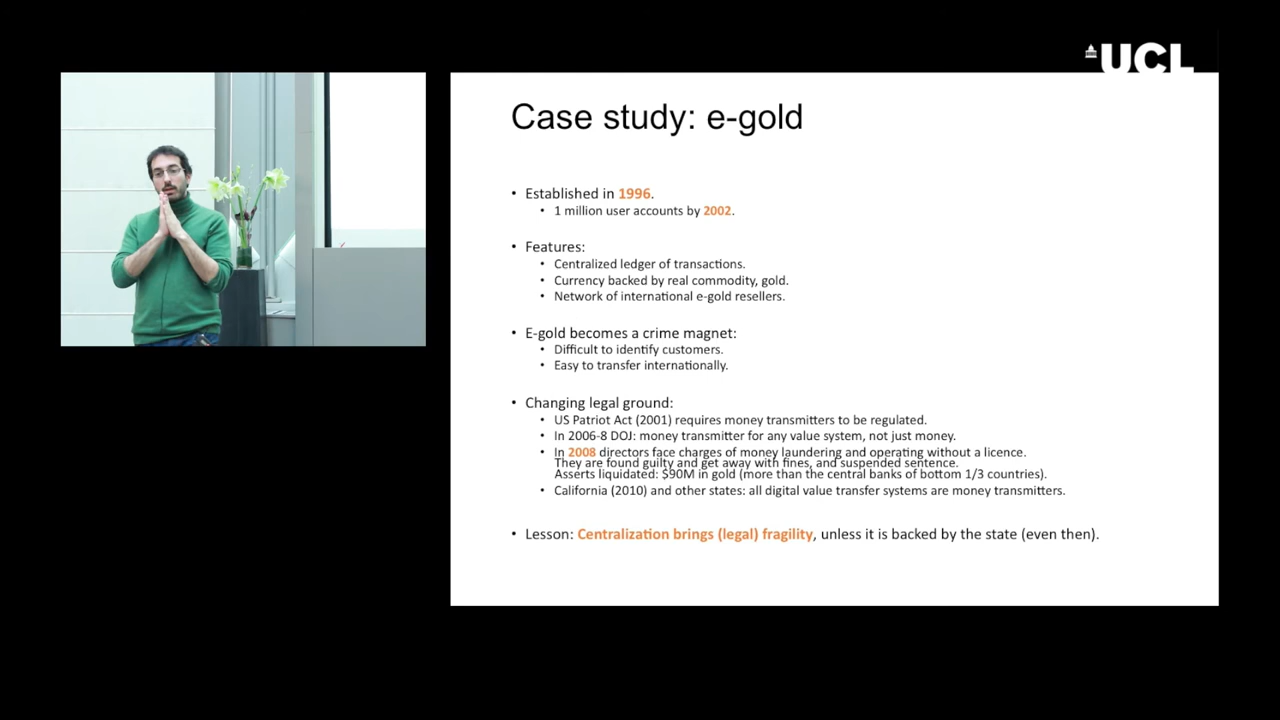 UCL
Case study: e-gold
• Established in 1996.
• 1 million user accounts by 2002.
• Features:
• Centralized ledger of transactions.
• Currency backed by real commodity, gold.
• Network of international e-gold resellers.
• E-gold becomes a crime magnet:
• Difficult to identify customers.
• Easy to transfer internationally.
• Changing legal ground:
• US Patriot Act (2001) requires money transmitters to be regulated.
• In 2006-8 DOJ: money transmitter for any value system, not just money.
• In 2008 directors face charges of money laundering and operating without a licence.
They are found guilty and get away with fines, and suspended sentence.
Asserts liquidated: $90M in gold (more than the central banks of bottom 1/3 countries).
• California (2010) and other states: all digital value transfer systems are money transmitters.
• Lesson: Centralization brings (legal) fragility, unless it is backed by the state (even then).